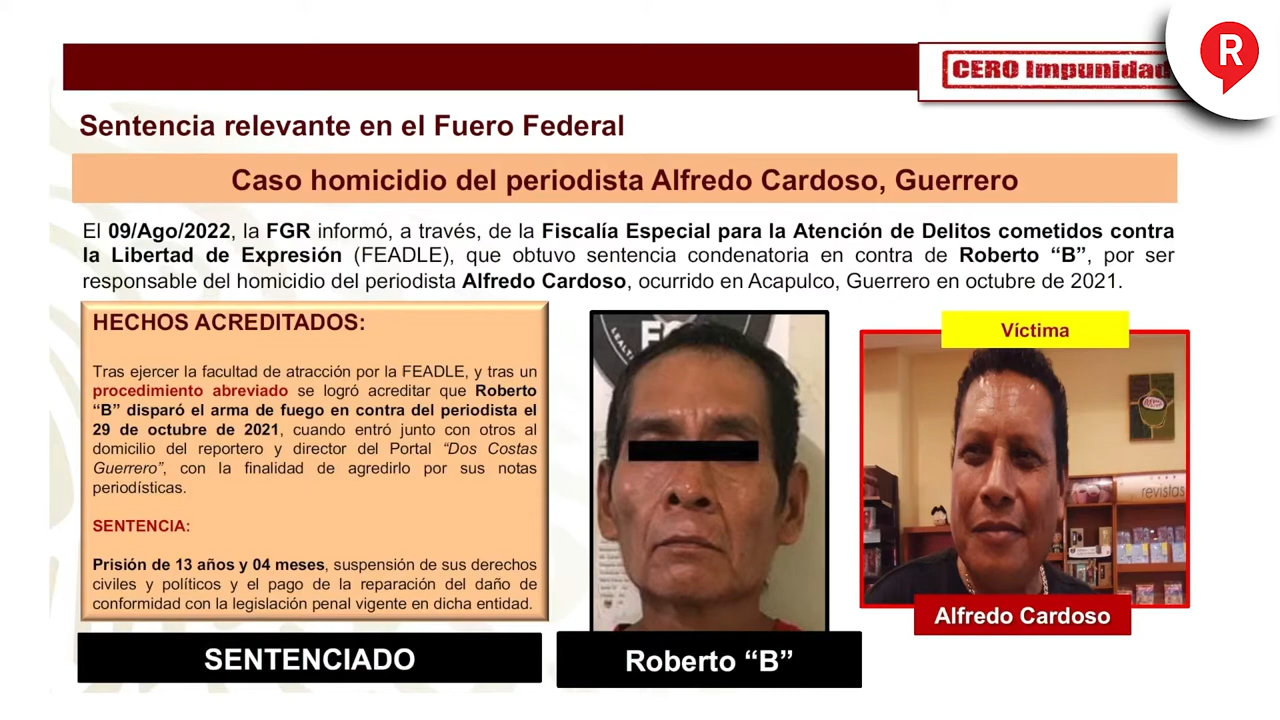 R
CERO Impunidad
Sentencia relevante en el Fuero Federal
Caso homicidio del periodista Alfredo Cardoso, Guerrero
El 09/Ago/2022, la FGR informó, a través, de la Fiscalía Especial para la Atención de Delitos cometidos contra
la Libertad de Expresión (FEADLE), que obtuvo sentencia condenatoria en contra de Roberto “B”, por ser
responsable del homicidio del periodista Alfredo Cardoso, ocurrido en Acapulco, Guerrero en octubre de 2021.
HECHOS ACREDITADOS:
Tras ejercer la facultad de atracción por la FEADLE, y tras un
procedimiento abreviado se logró acreditar que Roberto
“B” disparó el arma de fuego en contra del periodista el
29 de octubre de 2021, cuando entró junto con otros al
domicilio del reportero y director del Portal “Dos Costas
Guerrero”, con la finalidad de agredirlo por sus notas
periodísticas.
SENTENCIA:
Prisión de 13 años y 04 meses, suspensión de sus derechos
civiles y políticos y el pago de la reparación del daño de
conformidad con la legislación penal vigente en dicha entidad.
SENTENCIADO
Roberto “B”
Víctima
revistas
Alfredo Cardoso